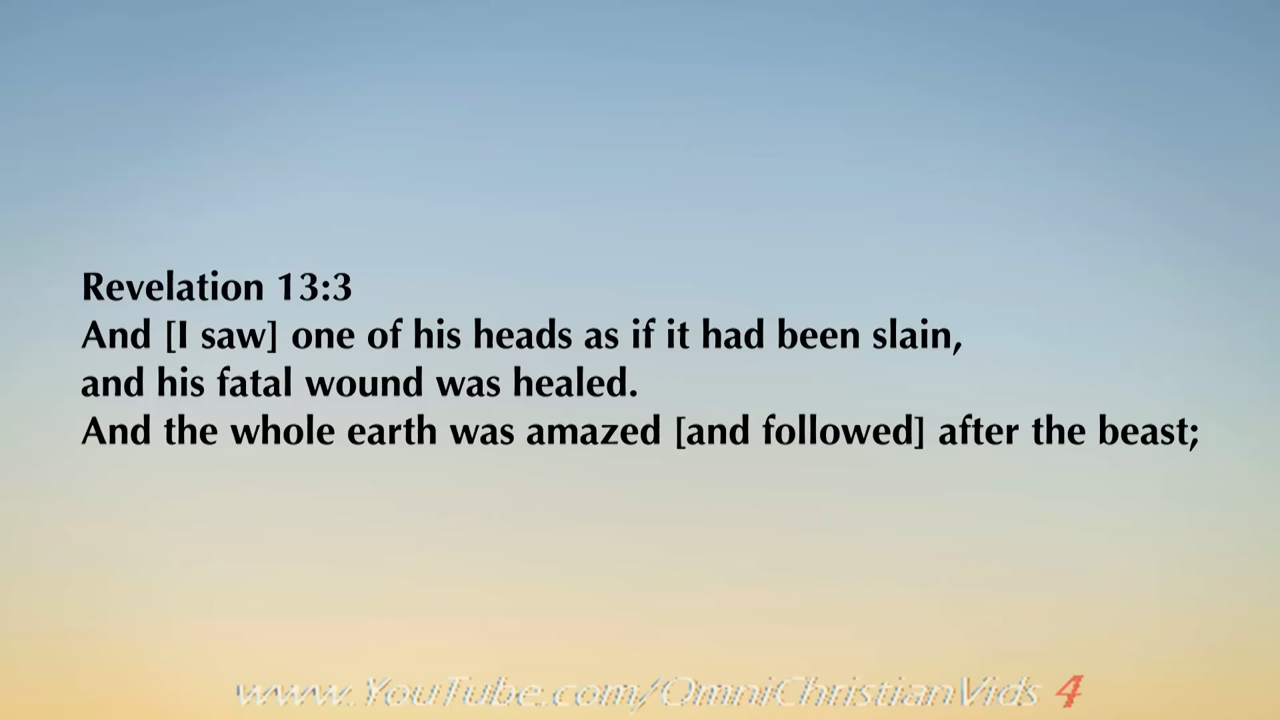 Revelation 13:3
And [I saw] one of his heads as if it had been slain,
and his fatal wound was healed.
And the whole earth was amazed [and followed] after the beast;
www.YouTube.com/OmniChristianVids 4